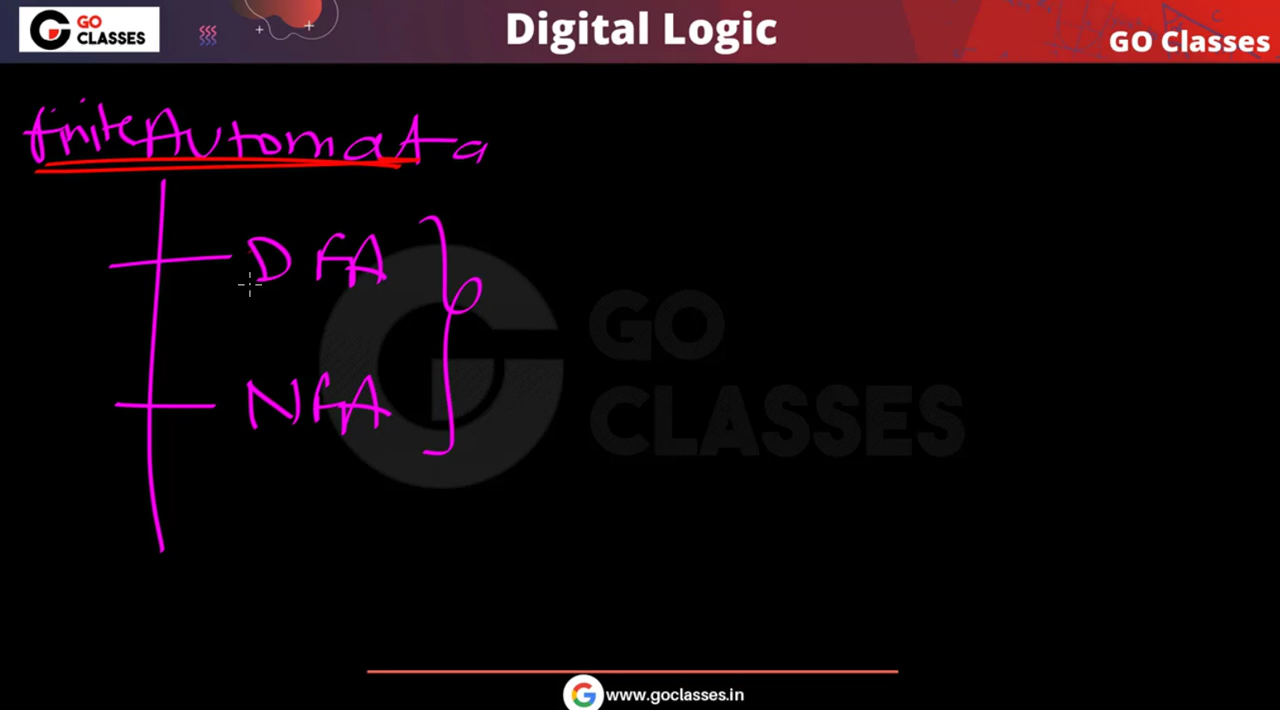 GO
CLASSES
Digital Logic
GO Classes
finite Automata
DFA
NFA
GO
CLASSES
www.goclasses.in